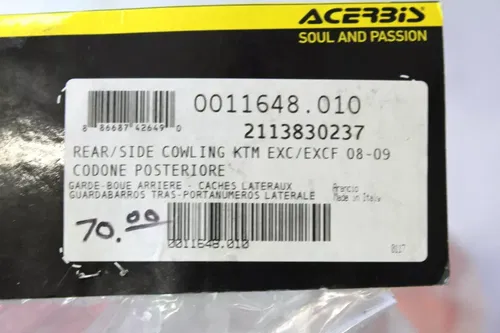 ACERBIS
SOUL AND PASSION
0011648.010
8 86687 42649 0
2113830237
REAR/SIDE COWLING KTM EXC/EXCF 08-09
CODONE POSTERIORE
GARDE-BOUE ARRIERE - CACHES LATERAUX
GUARDABARROS TRAS-PORTANUMEROS LATERALE
Arancio
Made in Italy
70.00
0011648.010